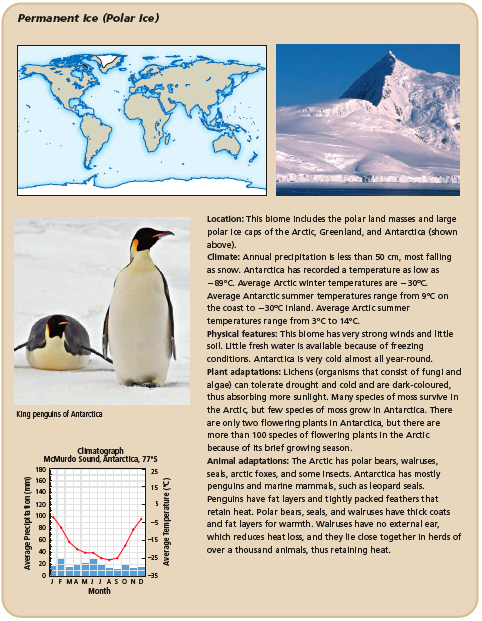 Permanent Ice (Polar Ice)
Location: This biome includes the polar land masses and large
polar ice caps of the Arctic, Greenland, and Antarctica (shown
above).
Climate: Annual precipitation is less than 50 cm, most falling
as snow. Antarctica has recorded a temperature as low as
−89°C. Average Arctic winter temperatures are −30°C.
Average Antarctic summer temperatures range from 9°C on
the coast to −30°C inland. Average Arctic summer
temperatures range from 3°C to 14°C.
Physical features: This biome has very strong winds and little
soil. Little fresh water is available because of freezing
conditions. Antarctica is very cold almost all year-round.
Plant adaptations: Lichens (organisms that consist of fungi and
algae) can tolerate drought and cold and are dark-coloured,
thus absorbing more sunlight. Many species of moss survive in
the Arctic, but few species of moss grow in Antarctica. There
are only two flowering plants in Antarctica, but there are
more than 100 species of flowering plants in the Arctic
because of its brief growing season.
Animal adaptations: The Arctic has polar bears, walruses,
seals, arctic foxes, and some insects. Antarctica has mostly
penguins and marine mammals, such as leopard seals.
Penguins have fat layers and tightly packed feathers that
retain heat. Polar bears, seals, and walruses have thick coats
and fat layers for warmth. Walruses have no external ear,
which reduces heat loss, and they lie close together in herds of
over a thousand animals, thus retaining heat.
King penguins of Antarctica
Climatograph
McMurdo Sound, Antarctica, 77°S
Average Precipitation (mm)
180
160
140
120
100
80
60
40
20
0
25
15
5
−5
−15
−25
−35
Average Temperature (°C)
J F M A M J J A S O N D
Month